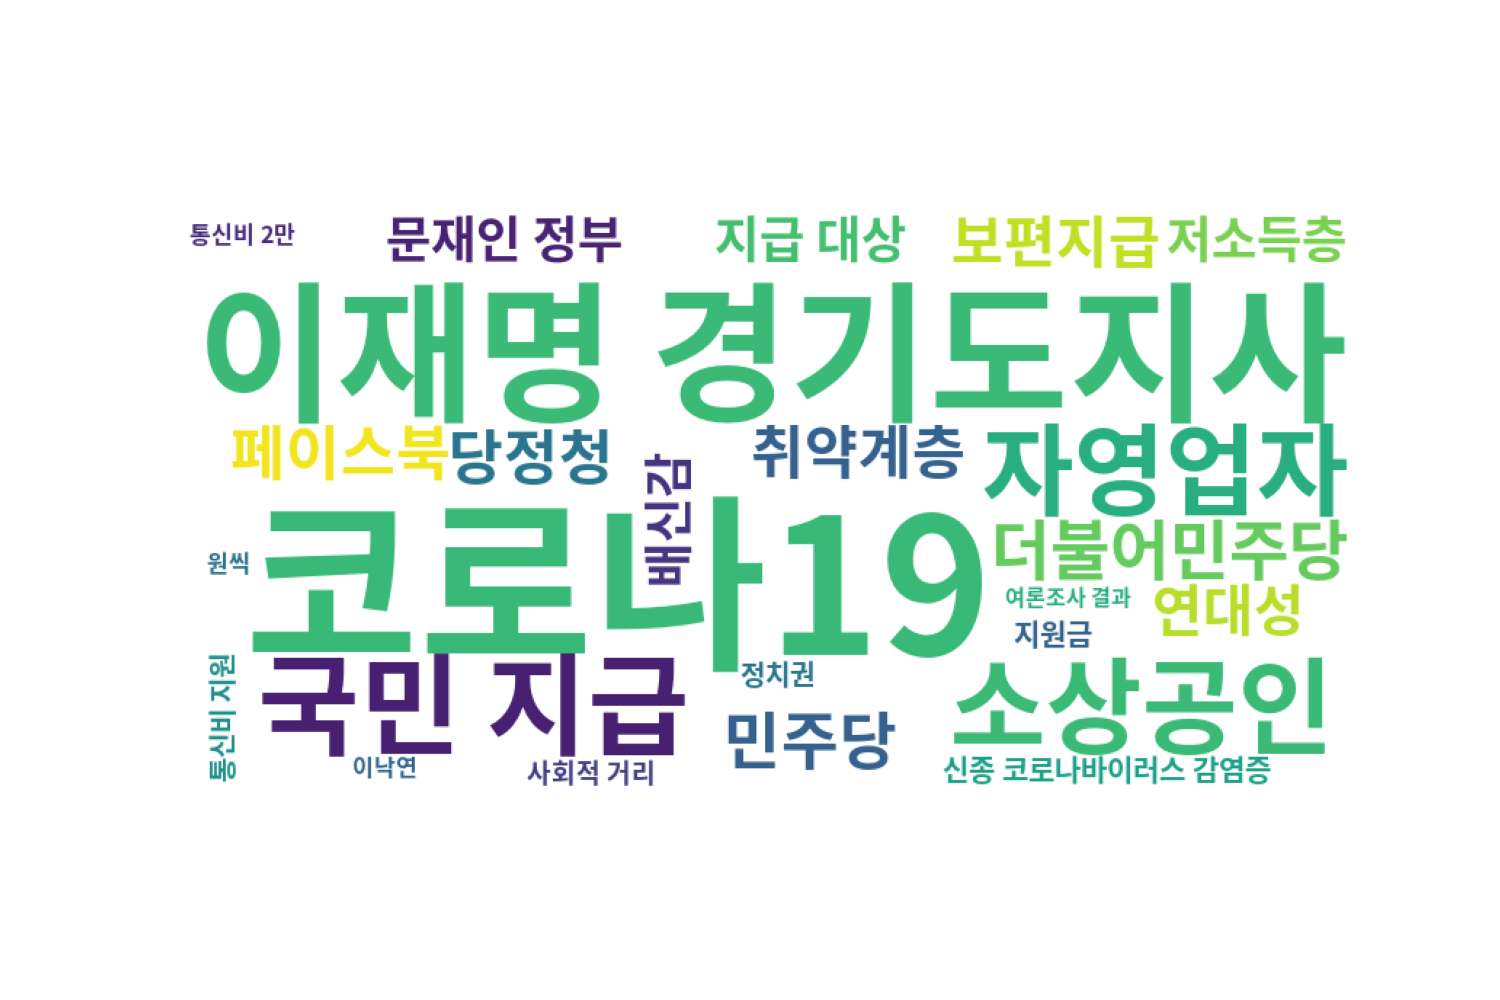 통신비 2만
문재인 정부
지급 대상
보편지급
저소득층
이재명 경기도지사
페이스북
당정청
배신감
취약계층
자영업자
코로나19
더불어민주당
원씩
여론조사 결과
연대성
지원금
통신비 지원
국민 지급
정치권
민주당
소상공인
이낙연
사회적 거리
신종 코로나바이러스 감염증